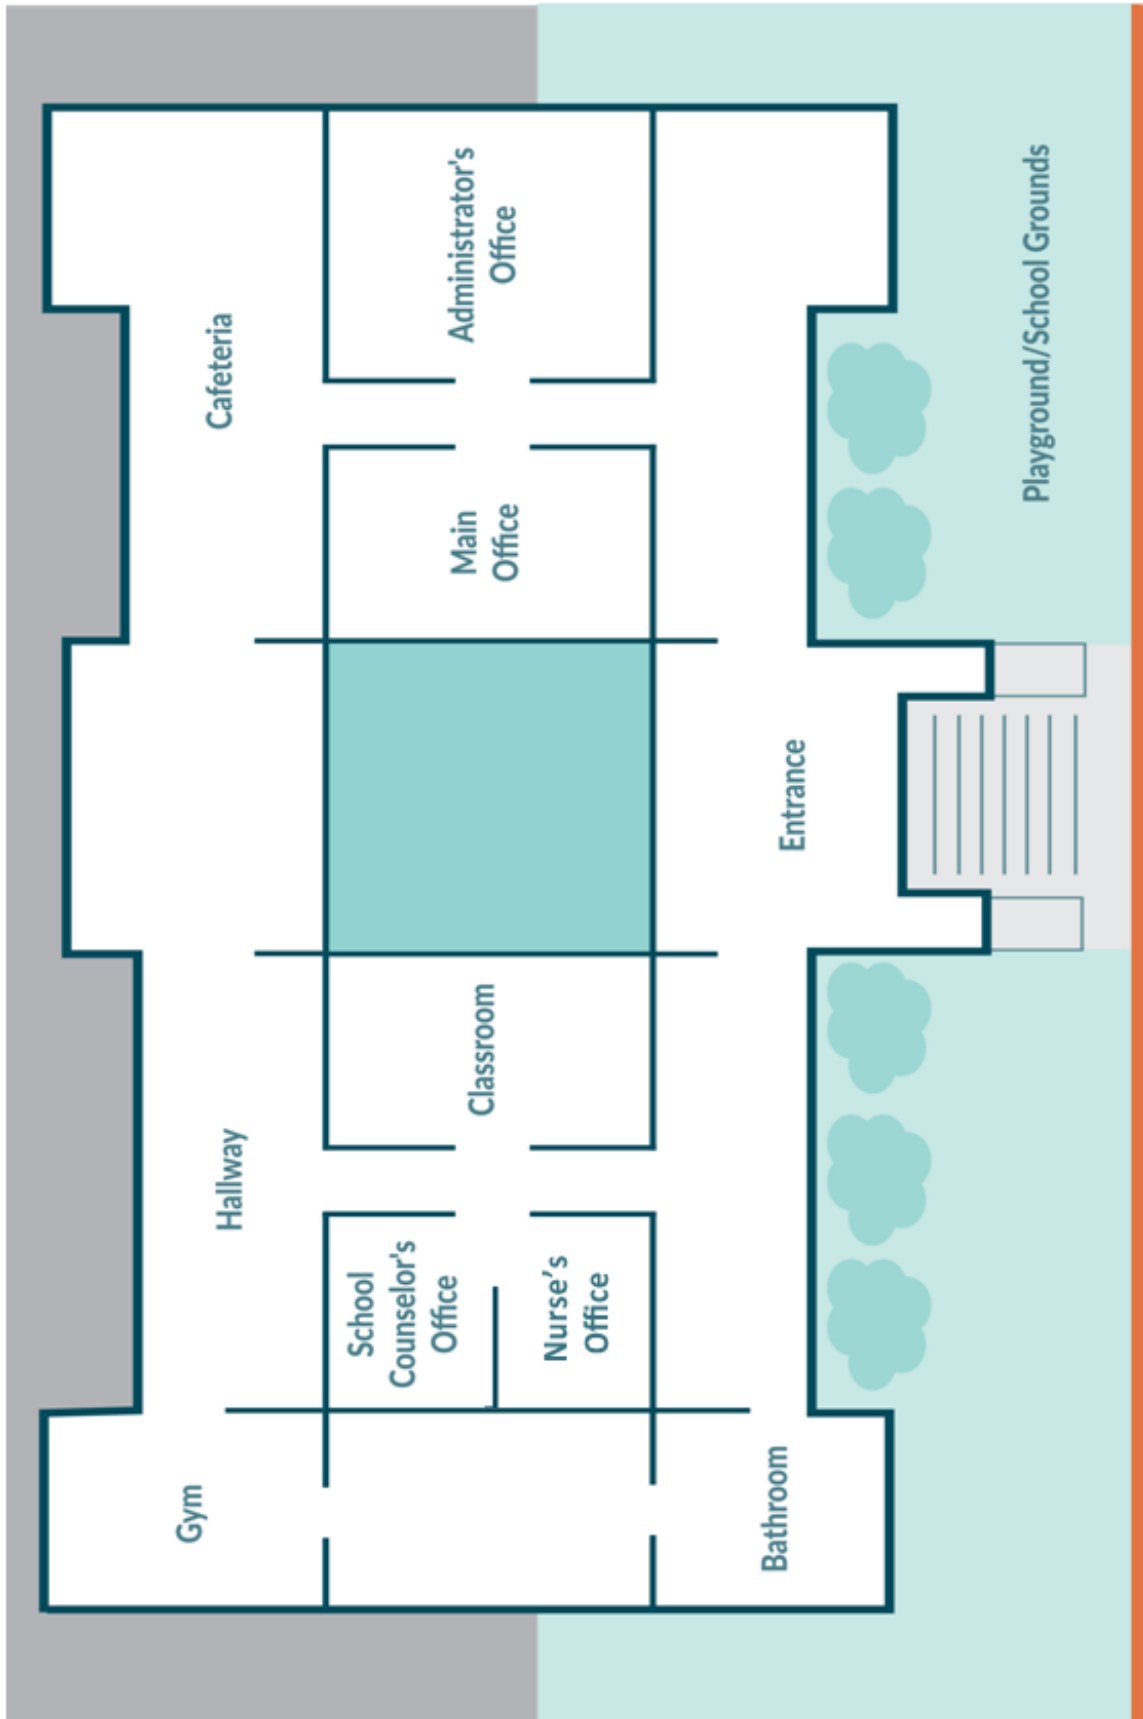 Gym
Hallway
Cafeteria
School
Counselor's
Office
Nurse's
Office
Classroom
Main
Office
Administrator's
Office
Bathroom
Entrance
Playground/School Grounds